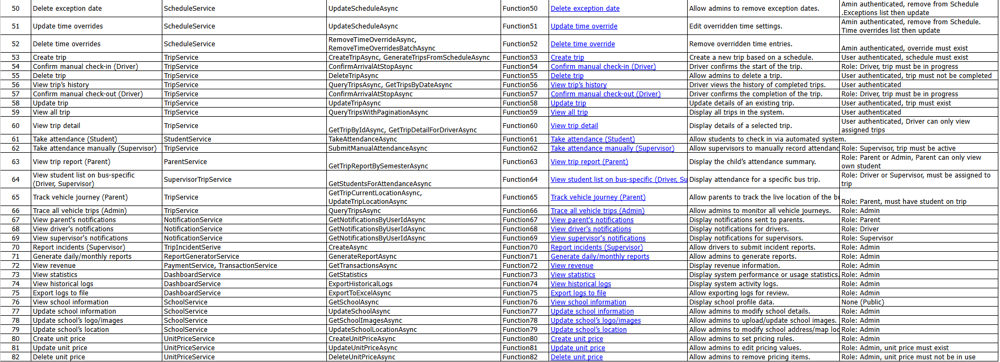 50 Delete exception date ScheduleService UpdateScheduleAsync Function50 Delete exception date Allow admins to remove exception dates. Amin authenticated, remove from Schedule
.Exceptions list then update
51 Update time overrides ScheduleService UpdateScheduleAsync Function51 Update time override Edit overridden time settings. Amin authenticated, remove from Schedule.
Time overrides list then update
52 Delete time overrides ScheduleService RemoveTimeOverrideAsync,
RemoveTimeOverridesBatchAsync Function52 Delete time override Remove overridden time entries. Amin authenticated, override must exist
53 Create trip TripService CreateTripAsync, GenerateTripsFromScheduleAsync Function53 Create trip Create a new trip based on a schedule. User authenticated, schedule must exist
54 Confirm manual check-in (Driver) TripService ConfirmArrivalAtStopAsync Function54 Confirm manual check-in (Driver) Driver confirms the start of the trip. Role: Driver, trip must be in progress
55 Delete trip TripService DeleteTripAsync Function55 Delete trip Allow admins to delete a trip. User authenticated, trip must not be completed
56 View trip’s history TripService QueryTripsAsync, GetTripsByDateAsync Function56 View trip’s history Driver views the history of completed trips. User authenticated
57 Confirm manual check-out (Driver) TripService ConfirmArrivalAtStopAsync Function57 Confirm manual check-out (Driver) Driver confirms the completion of the trip. Role: Driver, trip must be in progress
58 Update trip TripService UpdateTripAsync Function58 Update trip Update details of an existing trip. User authenticated, trip must exist
59 View all trip TripService QueryTripsWithPaginationAsync Function59 View all trip Display all trips in the system. User authenticated
60 View trip detail TripService GetTripByIdAsync, GetTripDetailForDriverAsync Function60 View trip detail Display details of a selected trip. User authenticated, Driver can only view
assigned trips
61 Take attendance (Student) StudentService TakeAttendanceAsync Function61 Take attendance (Student) Allow students to check in via automated system.
62 Take attendance manually (Supervisor) TripService SubmitManualAttendanceAsync Function62 Take attendance manually (Supervisor) Allow supervisors to manually record attendanc Role: Supervisor, trip must be active
63 View trip report (Parent) ParentService GetTripReportBySemesterAsync Function63 View trip report (Parent) Display the child’s attendance summary. Role: Parent or Admin, Parent can only view
own student
64 View student list on bus-specific
(Driver, Supervisor) SupervisorTripService GetStudentsForAttendanceAsync Function64 View student list on bus-specific (Driver, Su Display attendance for a specific bus trip. Role: Driver or Supervisor, must be assigned to
trip
65 Track vehicle journey (Parent) TripService GetTripCurrentLocationAsync,
UpdateTripLocationAsync Function65 Track vehicle journey (Parent) Allow parents to track the live location of the bu Role: Parent, must have student on trip
66 Trace all vehicle trips (Admin) TripService QueryTripsAsync Function66 Trace all vehicle trips (Admin) Allow admins to monitor all vehicle journeys. Role: Admin
67 View parent's notifications NotificationService GetNotificationsByUserIdAsync Function67 View parent's notifications Display notifications sent to parents. Role: Parent
68 View driver's notifications NotificationService GetNotificationsByUserIdAsync Function68 View driver's notifications Display notifications for drivers. Role: Driver
69 View supervisor's notifications NotificationService GetNotificationsByUserIdAsync Function69 View supervisor's notifications Display notifications for supervisors. Role: Supervisor
70 Report incidents (Supervisor) TripIncidentSerive CreateAsync Function70 Report incidents (Supervisor) Allow drivers to submit incident reports. Role: Admin
71 Generate daily/monthly reports ReportGeneratorService GenerateReportAsync Function71 Generate daily/monthly reports Allow admins to generate reports. Role: Admin
72 View revenue PaymentService, TransactionService GetTransactionsAsync Function72 View revenue Display revenue information. Role: Admin
73 View statistics DashboardService GetStatistics Function73 View statistics Display system performance or usage statistics. Role: Admin
74 View historical logs DashboardService ExportHistoricalLogs Function74 View historical logs Display system activity logs. Role: Admin
75 Export logs to file DashboardService ExportToExcelAsync Function75 Export logs to file Allow exporting logs for review. Role: Admin
76 View school information SchoolService GetSchoolAsync Function76 View school information Display school profile data. None (Public)
77 Update school information SchoolService UpdateSchoolAsync Function77 Update school information Allow admins to modify school details. Role: Admin
78 Update school’s logo/images SchoolService GetSchoolImagesAsync Function78 Update school’s logo/images Allow admins to upload/update school images. Role: Admin
79 Update school’s location SchoolService UpdateSchoolLocationAsync Function79 Update school’s location Allow admins to modify school address/map loc Role: Admin
80 Create unit price UnitPriceService CreateUnitPriceAsync Function80 Create unit price Allow admins to set pricing rules. Role: Admin
81 Update unit price UnitPriceService UpdateUnitPriceAsync Function81 Update unit price Allow admins to edit pricing values. Role: Admin, unit price must exist
82 Delete unit price UnitPriceService DeleteUnitPriceAsync Function82 Delete unit price Allow admins to remove pricing items. Role: Admin, unit price must not be in use